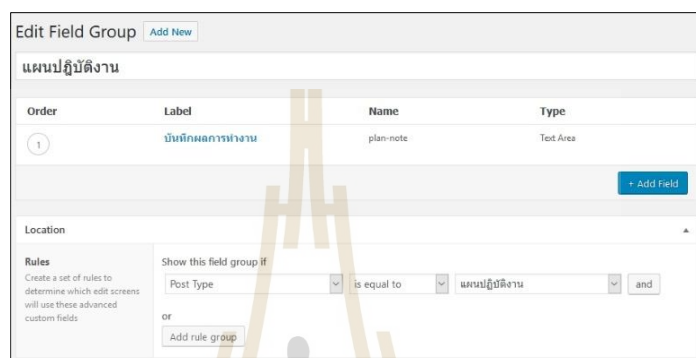 Edit Field Group Add New
แผนปฎิบัติงาน
Order Label Name Type
1 บันทึกผลการทำงาน plan-note Text Area
+ Add Field
Location
Rules
Create a set of rules to
determine which edit screens
will use these advanced
custom fields
Show this field group if
Post Type is equal to แผนปฎิบัติงาน and
or
Add rule group